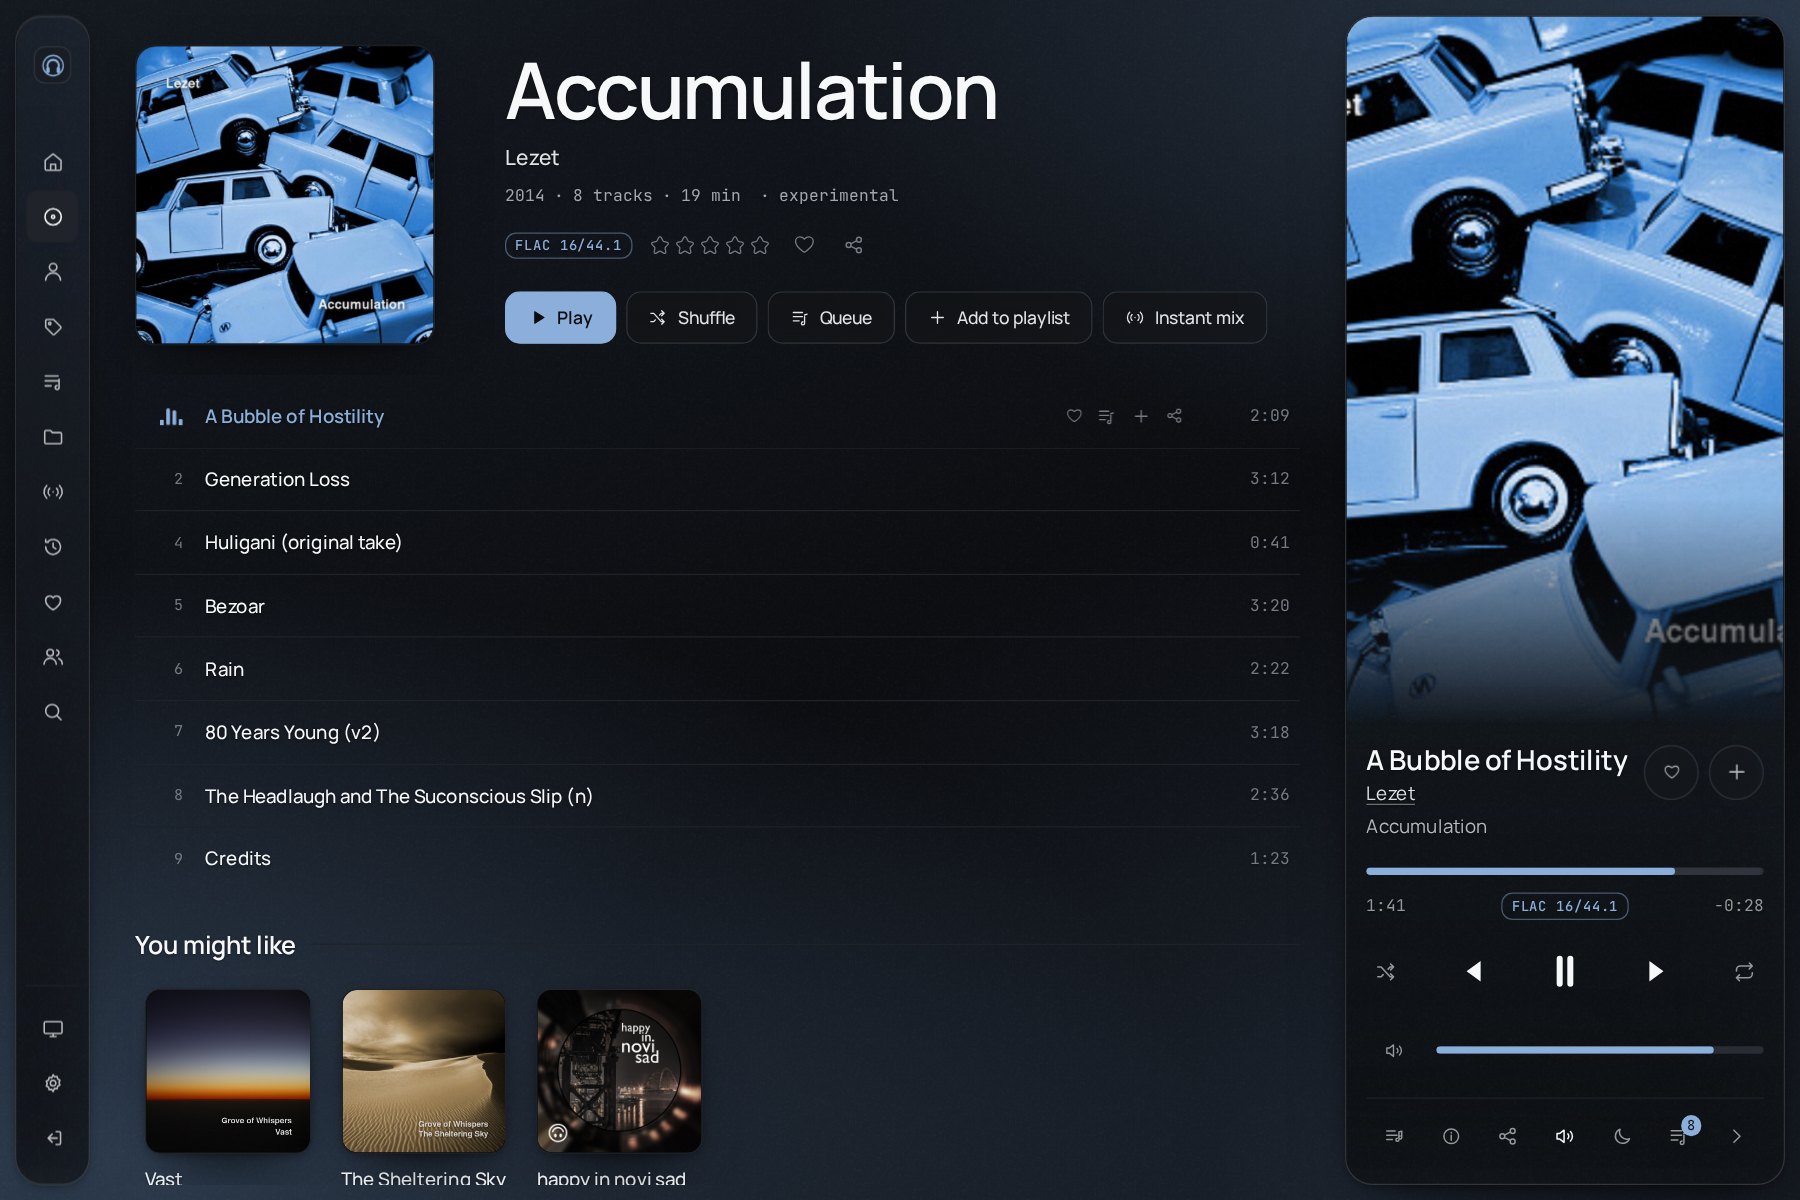 Lezet
Accumulation
Accumulation
Lezet
2014 · 8 tracks · 19 min · experimental
FLAC 16/44.1
Play
Shuffle
Queue
Add to playlist
Instant mix
A Bubble of Hostility 2:09
2 Generation Loss 3:12
4 Huligani (original take) 0:41
5 Bezoar 3:20
6 Rain 2:22
7 80 Years Young (v2) 3:18
8 The Headlaugh and The Suconscious Slip (n) 2:36
9 Credits 1:23
You might like
Grove of Whispers
Vast
Grove of Whispers
The Sheltering Sky
happy
in.
novi
sad
Vast
The Sheltering Sky
happy in novi sad
et
Accumula
A Bubble of Hostility
Lezet
Accumulation
1:41
FLAC 16/44.1
-0:28
8